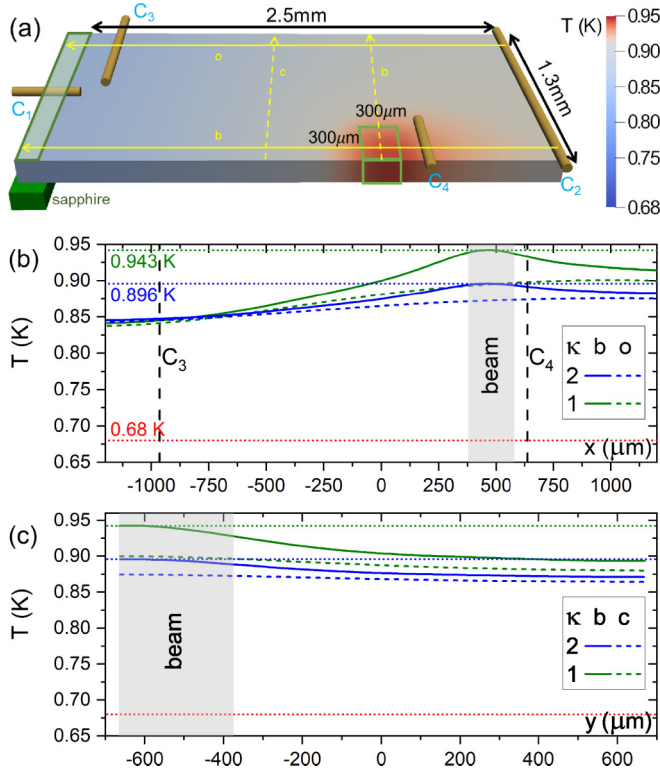 (a)
C₃
2.5mm
T (K)
0.95
0.90
0.85
0.80
0.75
0.68
o
c
b
1.3mm
C₁
300μm
300μm
b
C₄
C₂
sapphire
(b)
0.95
0.90
0.85
0.80
0.75
0.70
0.65
T (K)
0.943 K
0.896 K
0.68 K
C₃
beam
C₄
κ b o
2
1
x (μm)
-1000 -750 -500 -250 0 250 500 750 1000
(c)
0.95
0.90
0.85
0.80
0.75
0.70
0.65
T (K)
beam
κ b c
2
1
y (μm)
-600 -400 -200 0 200 400 600